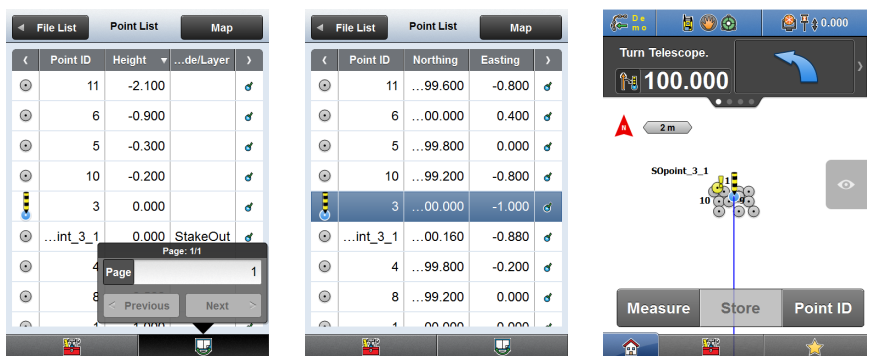 File List Point List Map
Point ID Height ...de/Layer
11 -2.100
6 -0.900
5 -0.300
10 -0.200
3 0.000
...int_3_1 0.000 StakeOut
4
8
Page: 1/1
Page 1
< Previous Next >
File List Point List Map
Point ID Northing Easting
11 ...99.600 -0.800
6 ...00.000 0.400
5 ...99.800 0.000
10 ...99.200 -0.800
3 ...00.000 -1.000
...int_3_1 ...00.160 -0.880
4 ...99.800 -0.200
8 ...99.200 0.000
De
mo
0.000
Turn Telescope.
100.000
N
2 m
SOpoint_3_1
1
10
Measure Store Point ID